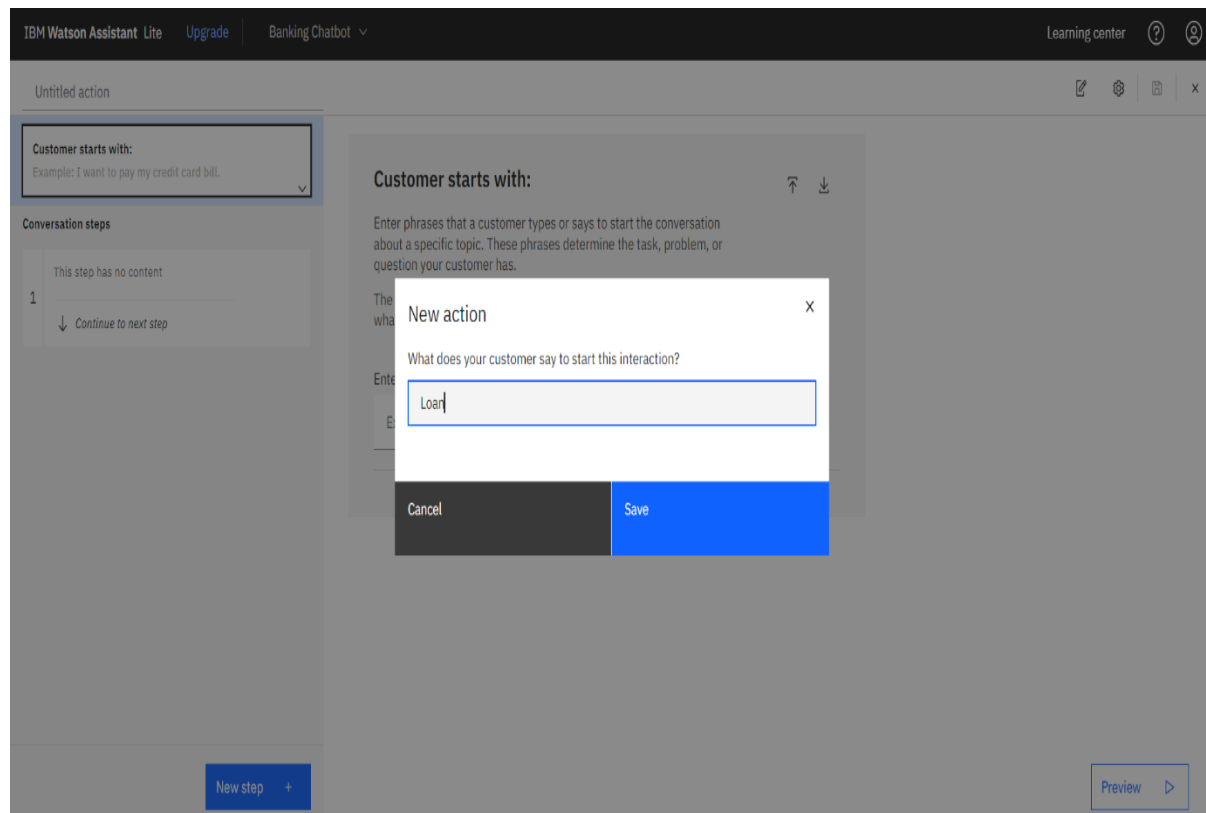 IBM Watson Assistant Lite Upgrade Banking Chatbot Learning center
Untitled action
Customer starts with:
Example: I want to pay my credit card bill.
Conversation steps
This step has no content
1
Continue to next step
New step +
Customer starts with:
Enter phrases that a customer types or says to start the conversation
about a specific topic. These phrases determine the task, problem, or
question your customer has.
The
New action X
What does your customer say to start this interaction?
Loan
Cancel Save
Preview